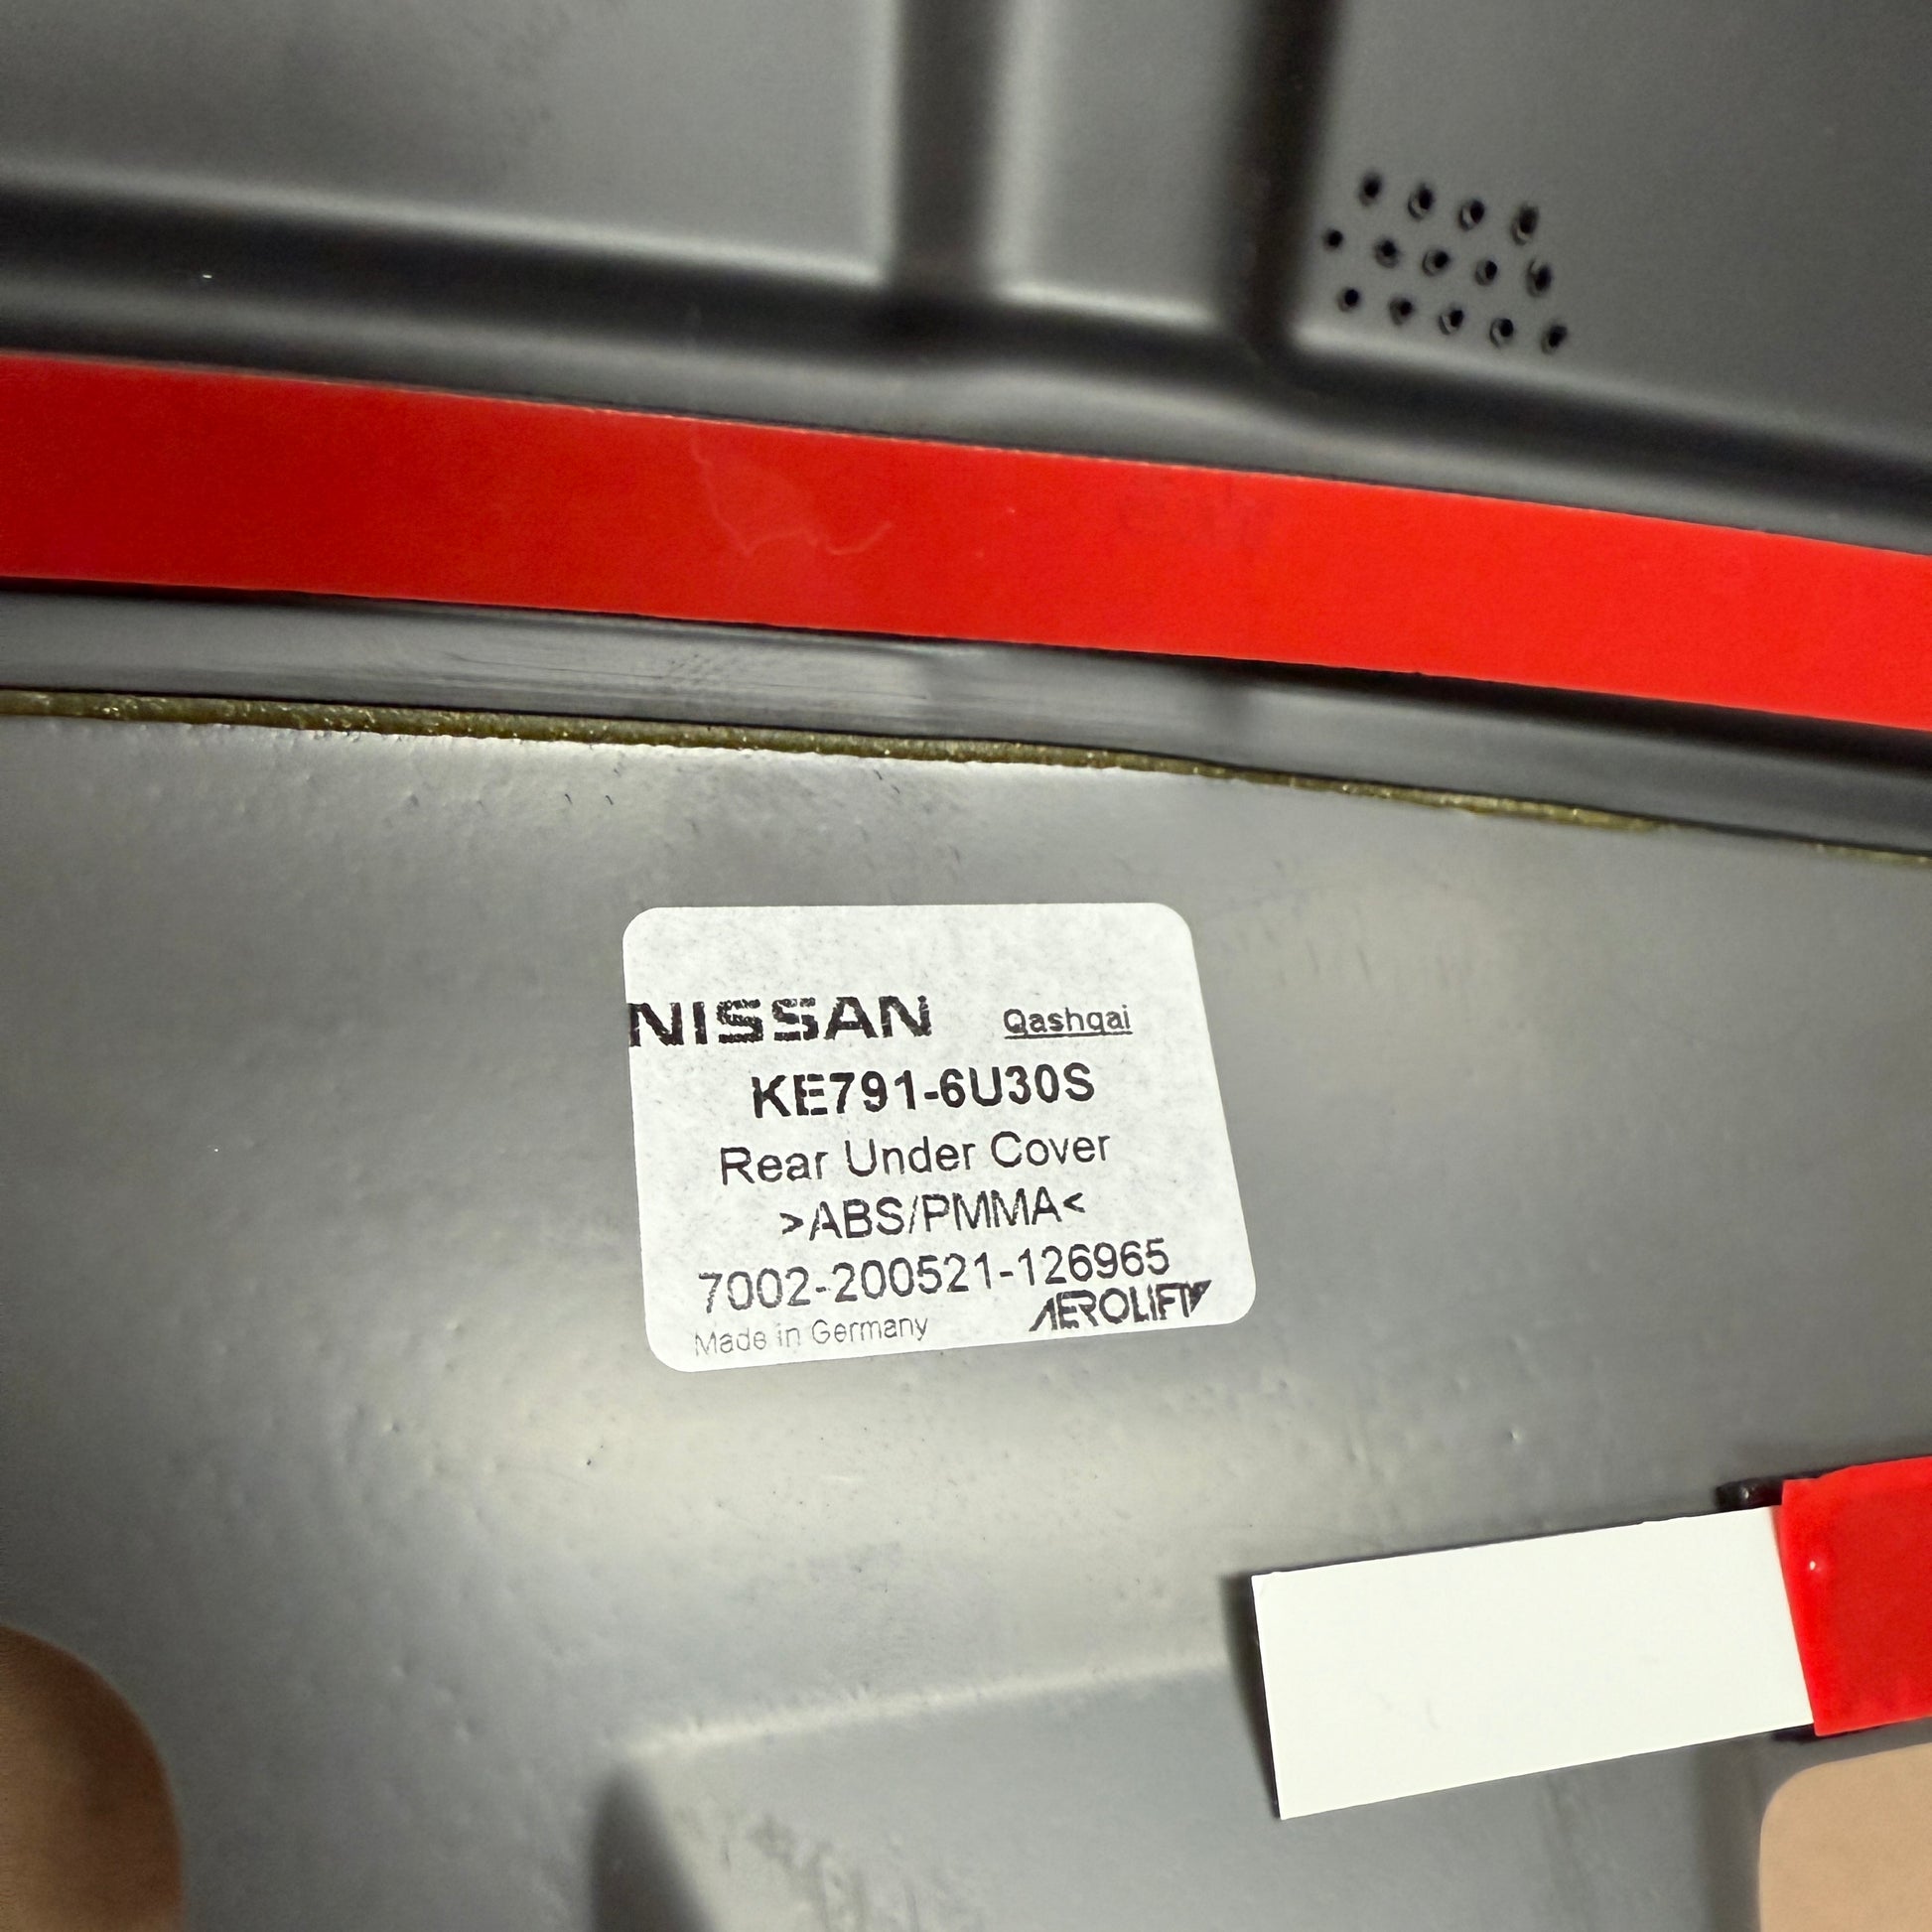 NISSAN Qashqai
KE791-6U30S
Rear Under Cover
>ABS/PMMA<
7002-200521-126965
Made in Germany AEROLIFT